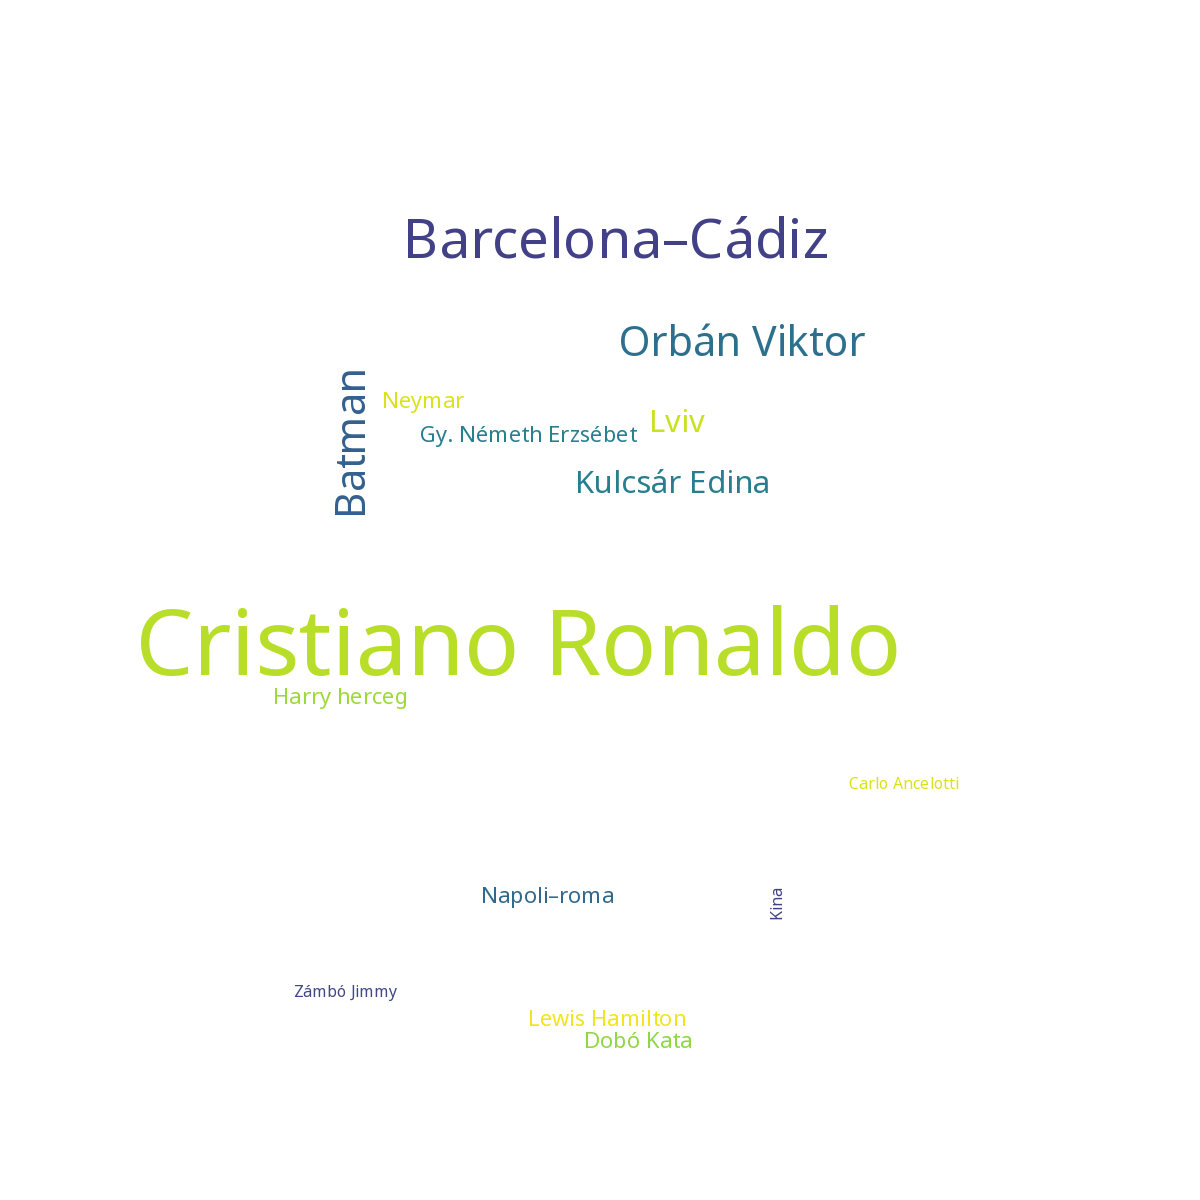 Barcelona–Cádiz
Orbán Viktor
Batman
Neymar
Lviv
Gy. Németh Erzsébet
Kulcsár Edina
Cristiano Ronaldo
Harry herceg
Carlo Ancelotti
Napoli–roma
Kina
Zámbó Jimmy
Lewis Hamilton
Dobó Kata